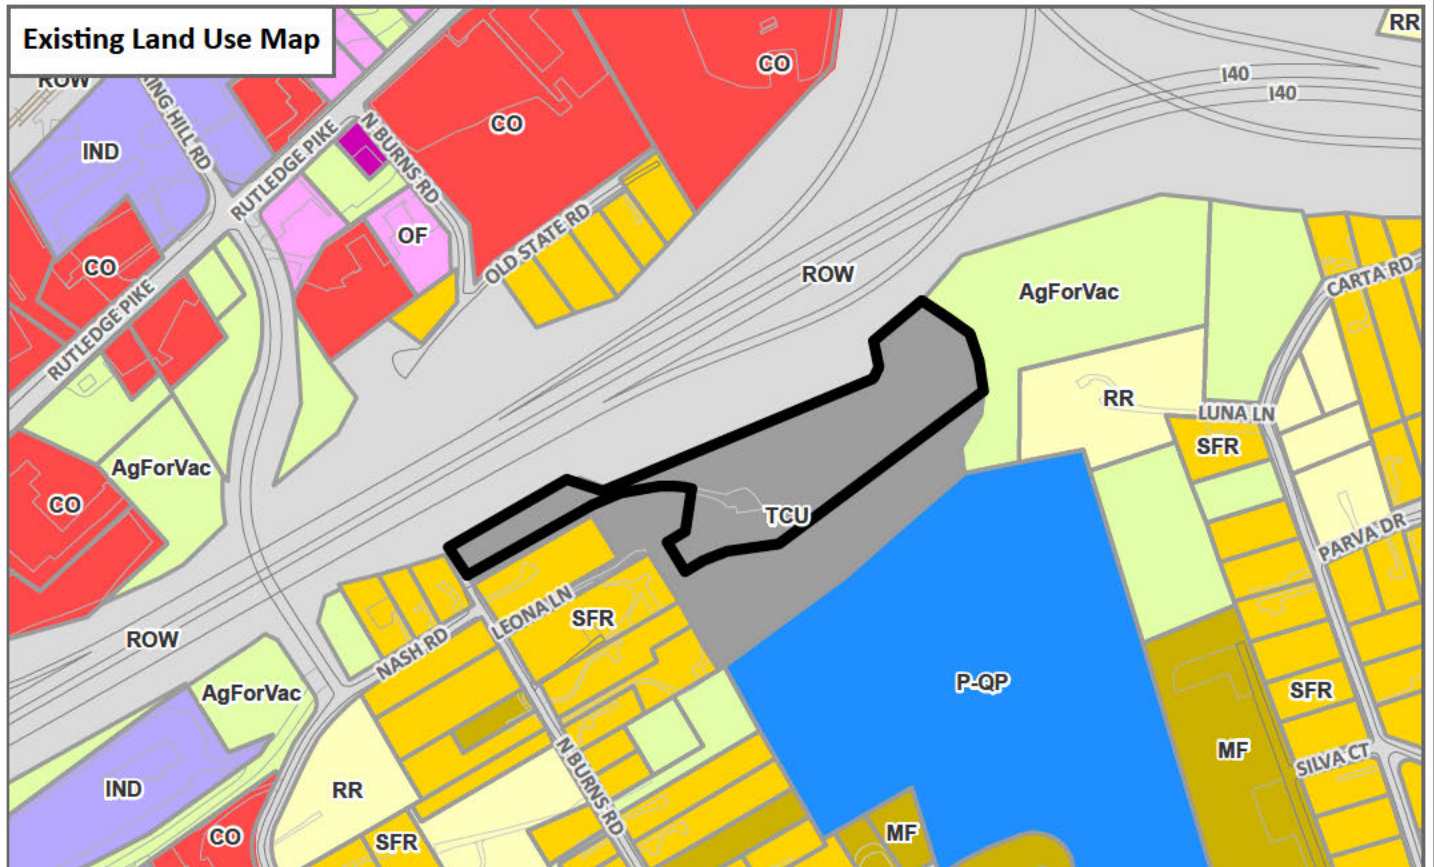 Existing Land Use Map
RR
ROW
CO
I40
I40
RING HILL RD
N BURNS RD
CO
IND
RUTLEDGE PIKE
OF
OLD STATE RD
CO
ROW
CARTA RD
AgForVac
RUTLEDGE PIKE
RR
LUNA LN
SFR
AgForVac
CO
TCU
PARVA DR
LEONA LN
SFR
NASH RD
ROW
AgForVac
P-QP
SFR
MF
SILVA CT
IND
RR
N BURNS RD
CO
SFR
MF